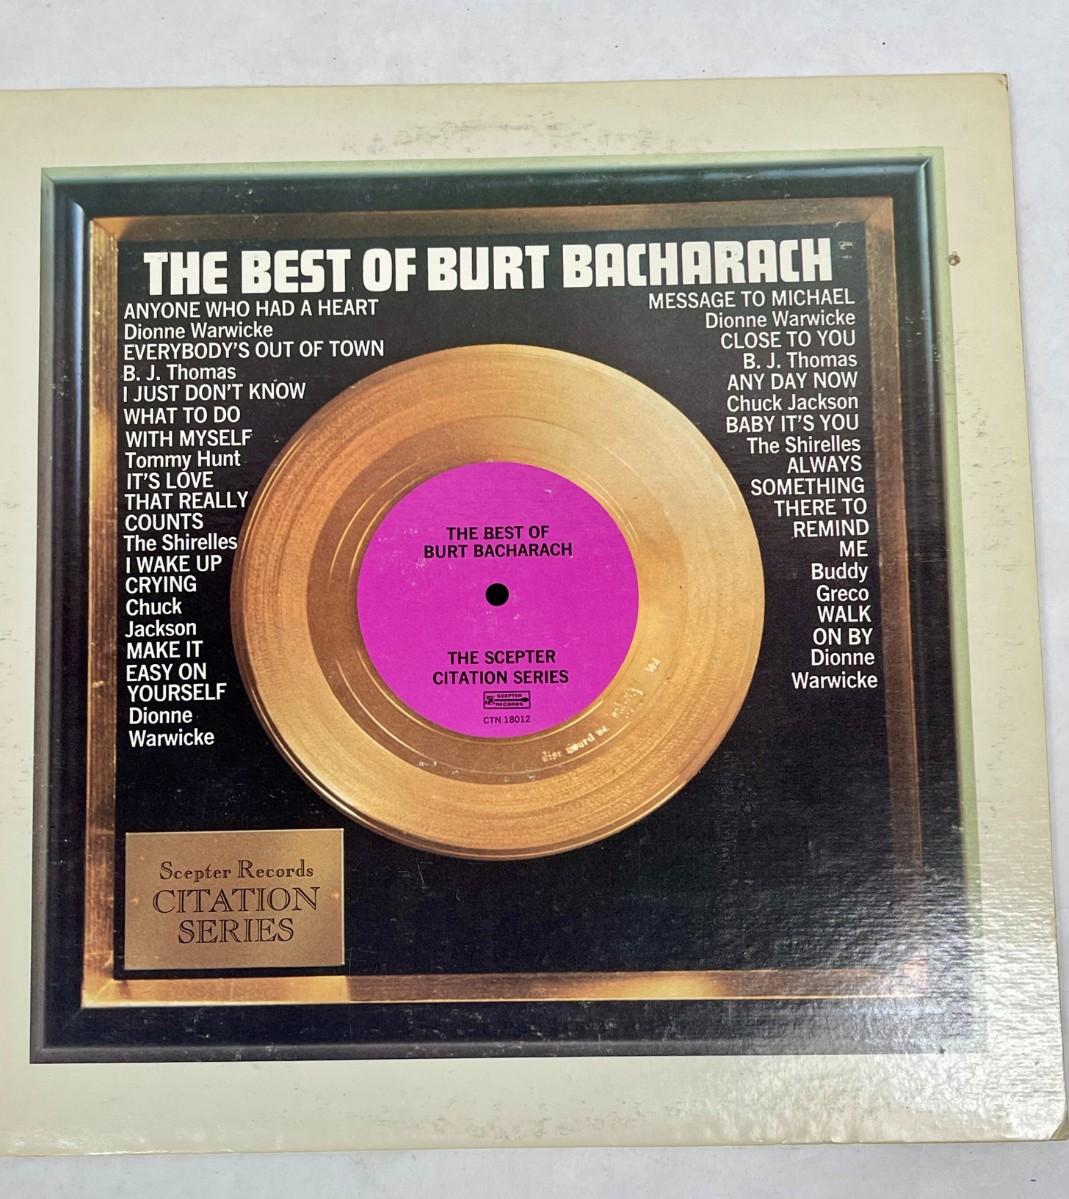 THE BEST OF BURT BACHARACH
ANYONE WHO HAD A HEART
Dionne Warwicke
EVERYBODY'S OUT OF TOWN
B. J. Thomas
I JUST DON'T KNOW
WHAT TO DO
WITH MYSELF
Tommy Hunt
IT'S LOVE
THAT REALLY
COUNTS
The Shirelles
I WAKE UP
CRYING
Chuck
Jackson
MAKE IT
EASY ON
YOURSELF
Dionne
Warwicke
MESSAGE TO MICHAEL
Dionne Warwicke
CLOSE TO YOU
B. J. Thomas
ANY DAY NOW
Chuck Jackson
BABY IT'S YOU
The Shirelles
ALWAYS
SOMETHING
THERE TO
REMIND
ME
Buddy
Greco
WALK
ON BY
Dionne
Warwicke
THE BEST OF
BURT BACHARACH
THE SCEPTER
CITATION SERIES
SCEPTER
RECORDS
CTN 18012
Scepter Records
CITATION
SERIES